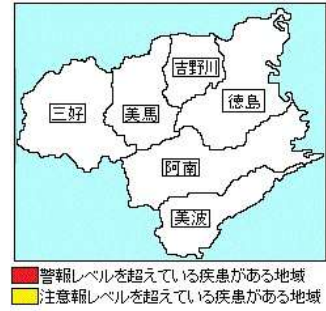 吉野川
徳島
三好
美馬
阿南
美波
警報レベルを超えている疾患がある地域
注意報レベルを超えている疾患がある地域